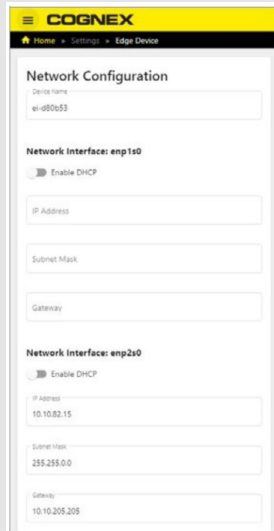 COGNEX
Home » Settings » Edge Device
Network Configuration
Device Name
ei-d80b53
Network Interface: enp1s0
Enable DHCP
IP Address
Subnet Mask
Gateway
Network Interface: enp2s0
Enable DHCP
IP Address
10.10.82.15
Subnet Mask
255.255.0.0
Gateway
10.10.205.205